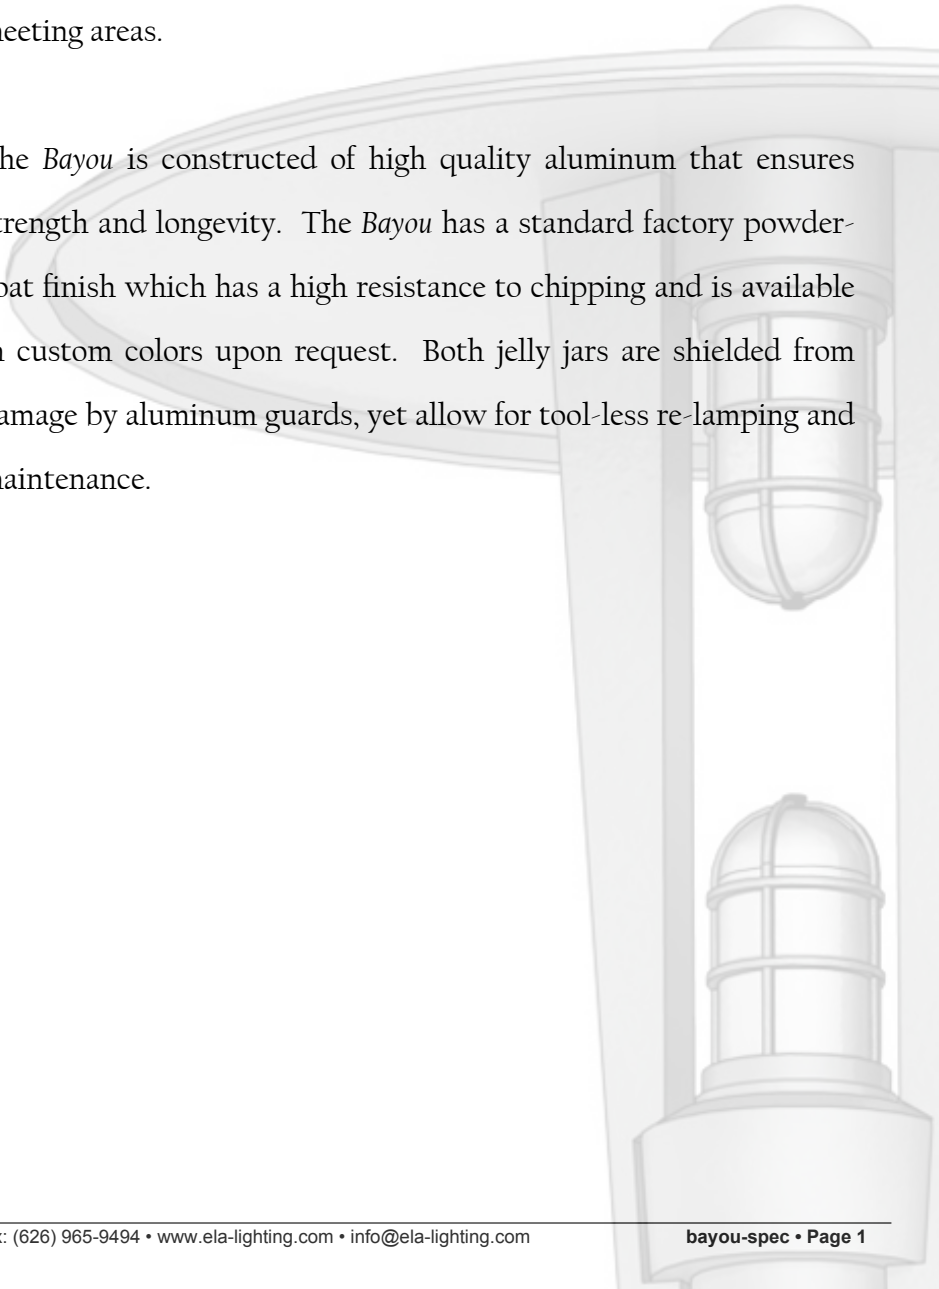 neeting areas.
he Bayou is constructed of high quality aluminum that ensures
trength and longevity.  The Bayou has a standard factory powder-
oat finish which has a high resistance to chipping and is available
n custom colors upon request.  Both jelly jars are shielded from
amage by aluminum guards, yet allow for tool-less re-lamping and
naintenance.
x: (626) 965-9494 • www.ela-lighting.com • info@ela-lighting.com bayou-spec • Page 1